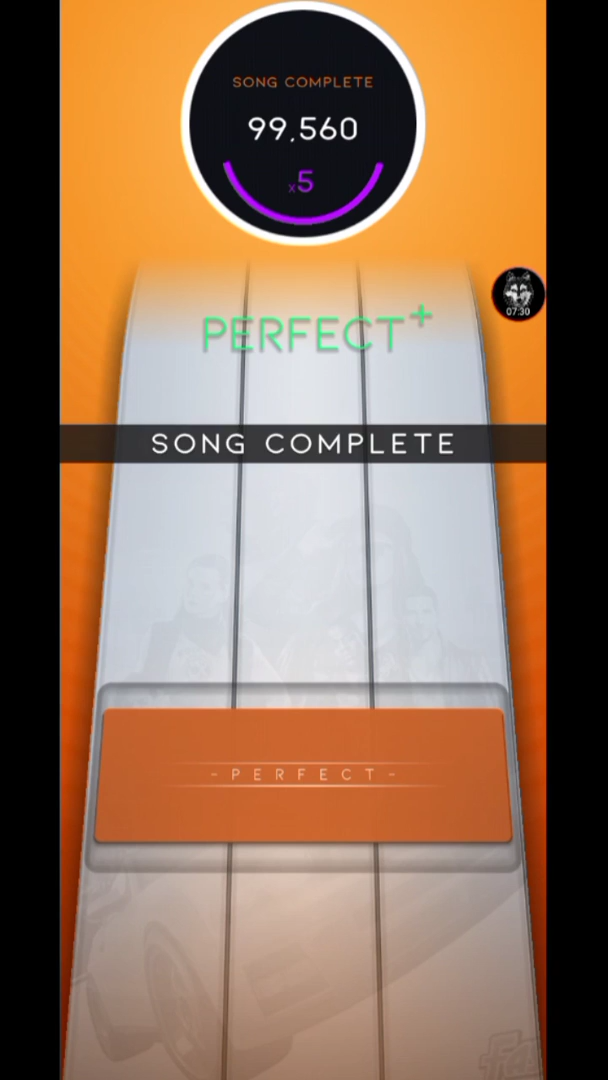 SONG COMPLETE
99,560
x5
07:30
PERFECT+
SONG COMPLETE
-PERFECT-